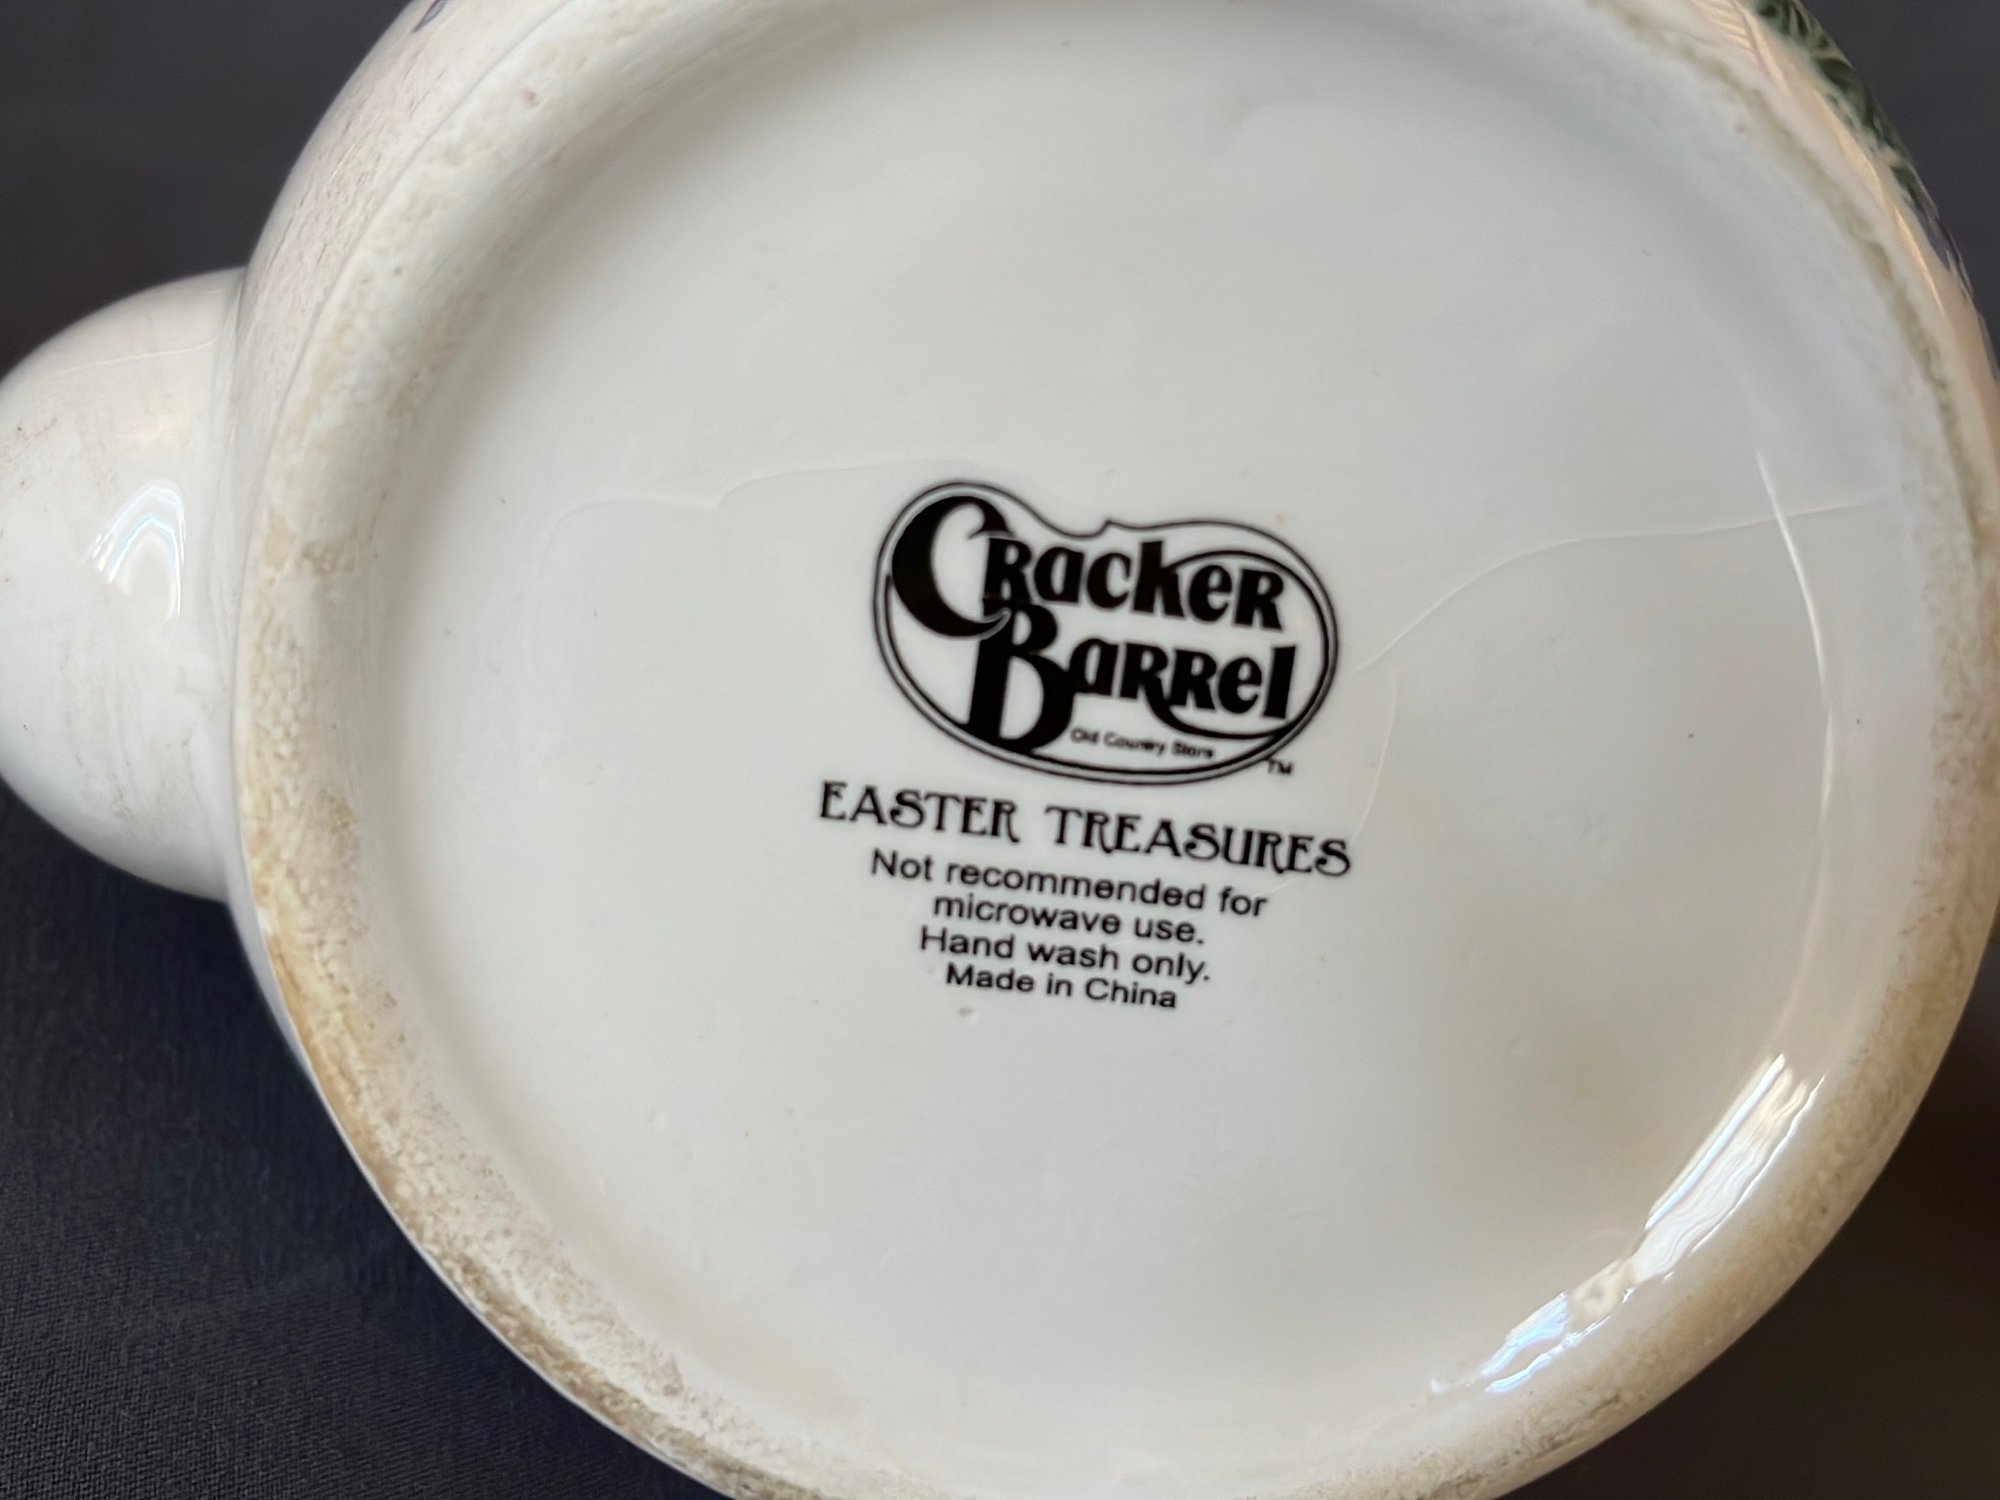 Cracker
Barrel
Old Country Store
TM
EASTER TREASURES
Not recommended for
microwave use.
Hand wash only.
Made in China